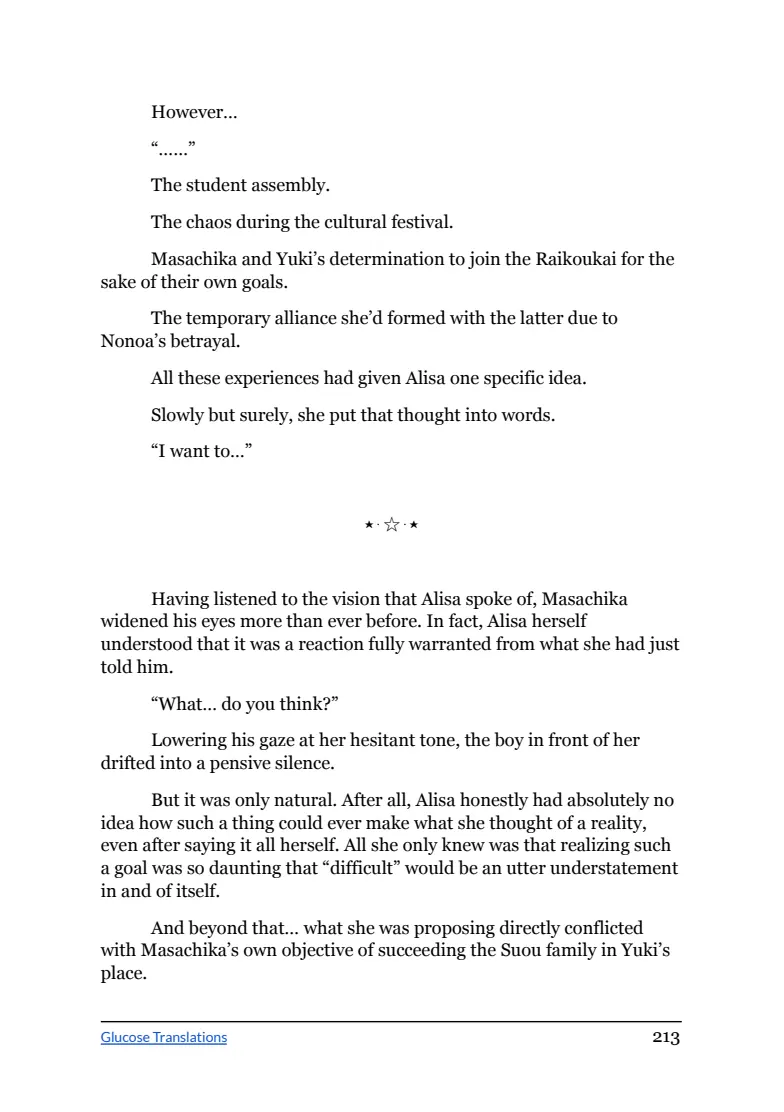 However...
“......”
The student assembly.
The chaos during the cultural festival.
Masachika and Yuki’s determination to join the Raikoukai for the
sake of their own goals.
The temporary alliance she’d formed with the latter due to
Nonoa’s betrayal.
All these experiences had given Alisa one specific idea.
Slowly but surely, she put that thought into words.
“I want to...”
⋆·☆·⋆
Having listened to the vision that Alisa spoke of, Masachika
widened his eyes more than ever before. In fact, Alisa herself
understood that it was a reaction fully warranted from what she had just
told him.
“What... do you think?”
Lowering his gaze at her hesitant tone, the boy in front of her
drifted into a pensive silence.
But it was only natural. After all, Alisa honestly had absolutely no
idea how such a thing could ever make what she thought of a reality,
even after saying it all herself. All she only knew was that realizing such
a goal was so daunting that “difficult” would be an utter understatement
in and of itself.
And beyond that... what she was proposing directly conflicted
with Masachika’s own objective of succeeding the Suou family in Yuki’s
place.
Glucose Translations 213